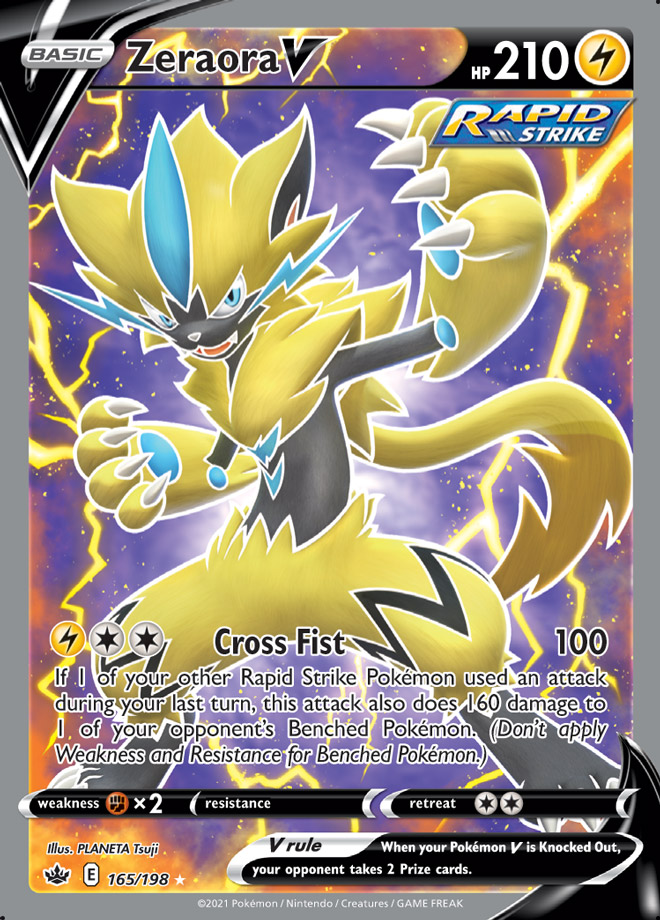 BASIC Zeraora V HP 210
RAPID
STRIKE
Cross Fist 100
If 1 of your other Rapid Strike Pokémon used an attack
during your last turn, this attack also does 160 damage to
1 of your opponent's Benched Pokémon. (Don't apply
Weakness and Resistance for Benched Pokémon.)
weakness ×2 resistance retreat
Illus. PLANETA Tsuji
V rule When your Pokémon V is Knocked Out,
your opponent takes 2 Prize cards.
E 165/198
©2021 Pokémon / Nintendo / Creatures / GAME FREAK